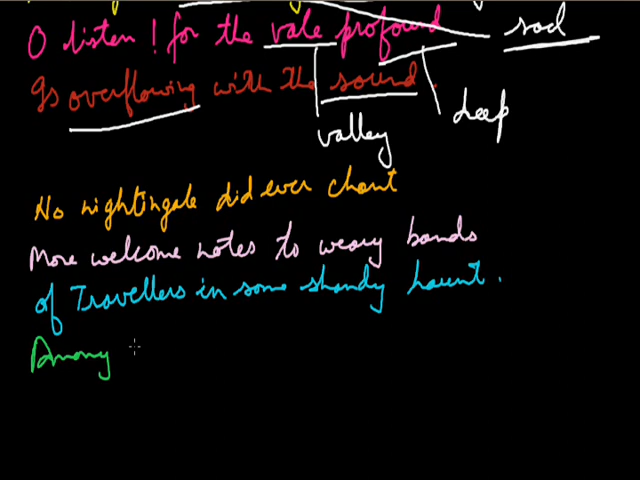 O listen! for the vale profound sad
Is overflowing with the sound.
valley deep
No nightingale did ever chant
More welcome notes to weary bands
of Travellers in some shandy haunt.
Among